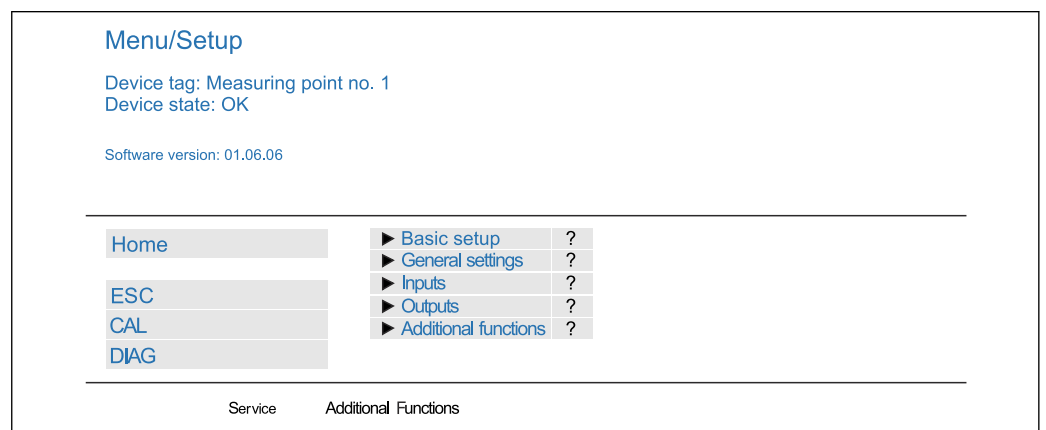 Menu/Setup
Device tag: Measuring point no. 1
Device state: OK
Software version: 01.06.06
Home
ESC
CAL
DIAG
Basic setup ?
General settings ?
Inputs ?
Outputs ?
Additional functions ?
Service Additional Functions